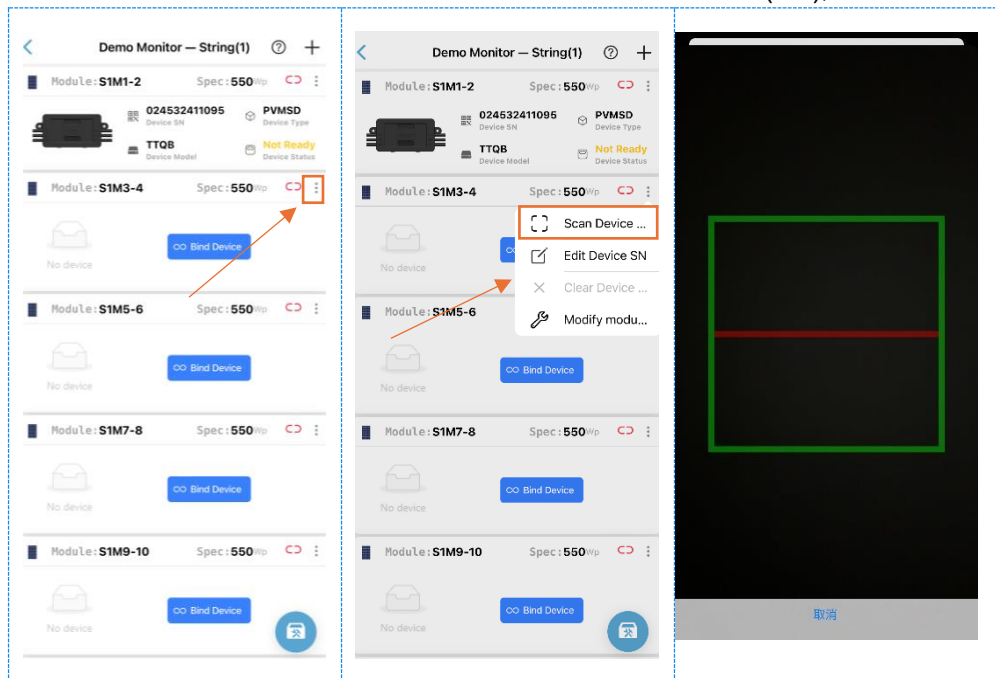 Demo Monitor — String(1)
Module:S1M1-2 Spec:550Wp
024532411095 PVMSD
Device SN Device Type
TTQB Not Ready
Device Model Device Status
Module:S1M3-4 Spec:550Wp
Bind Device
No device
Module:S1M5-6 Spec:550Wp
Bind Device
No device
Module:S1M7-8 Spec:550Wp
Bind Device
No device
Module:S1M9-10 Spec:550Wp
Bind Device
No device
Demo Monitor — String(1)
Module:S1M1-2 Spec:550Wp
024532411095 PVMSD
Device SN Device Type
TTQB Not Ready
Device Model Device Status
Module:S1M3-4 Spec:550Wp
Scan Device ...
No device
Edit Device SN
Clear Device ...
Module:S1M5-6
Modify modu...
Bind Device
No device
Module:S1M7-8 Spec:550Wp
Bind Device
No device
Module:S1M9-10 Spec:550Wp
Bind Device
No device
取消